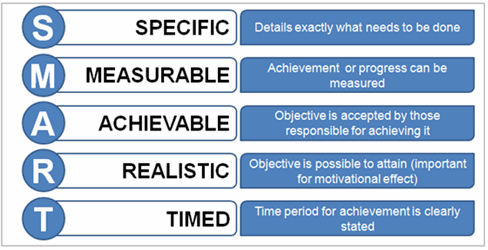 S SPECIFIC Details exactly what needs to be done
M MEASURABLE Achievement or progress can be
measured
A ACHIEVABLE Objective is accepted by those
responsible for achieving it
R REALISTIC Objective is possible to attain (important
for motivational effect)
T TIMED Time period for achievement is clearly
stated